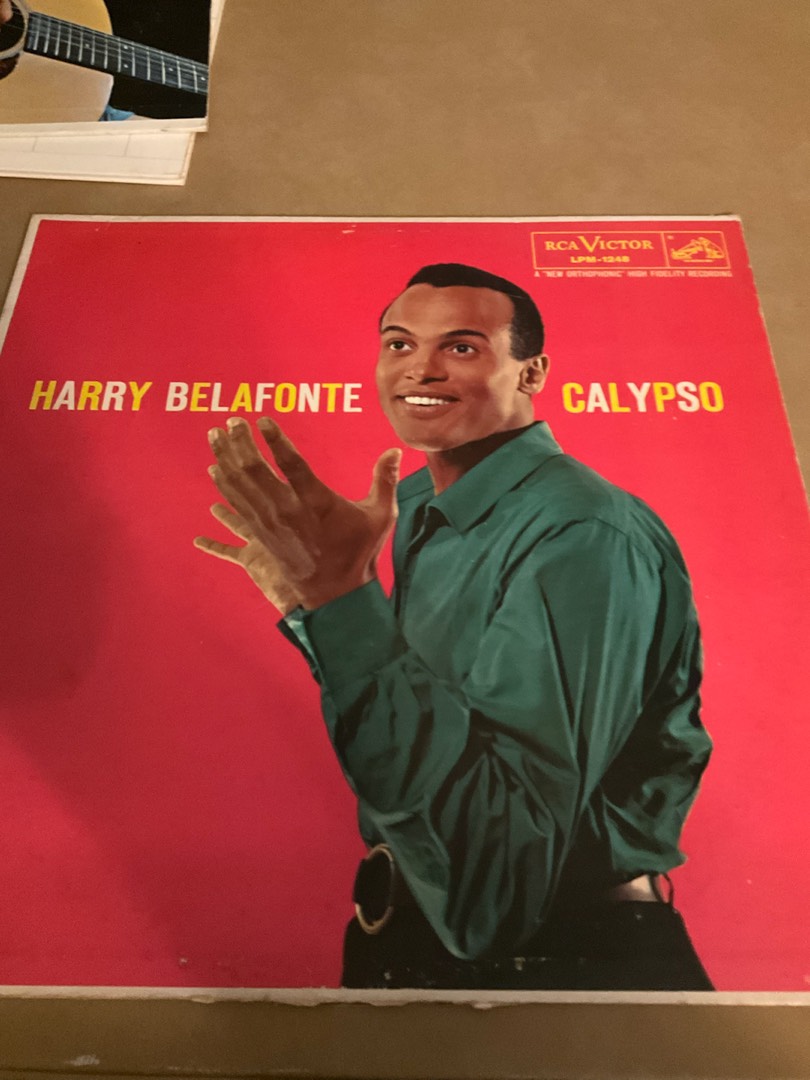 RCA VICTOR
LPM-1248
A "NEW ORTHOPHONIC" HIGH FIDELITY RECORDING
HARRY BELAFONTE CALYPSO